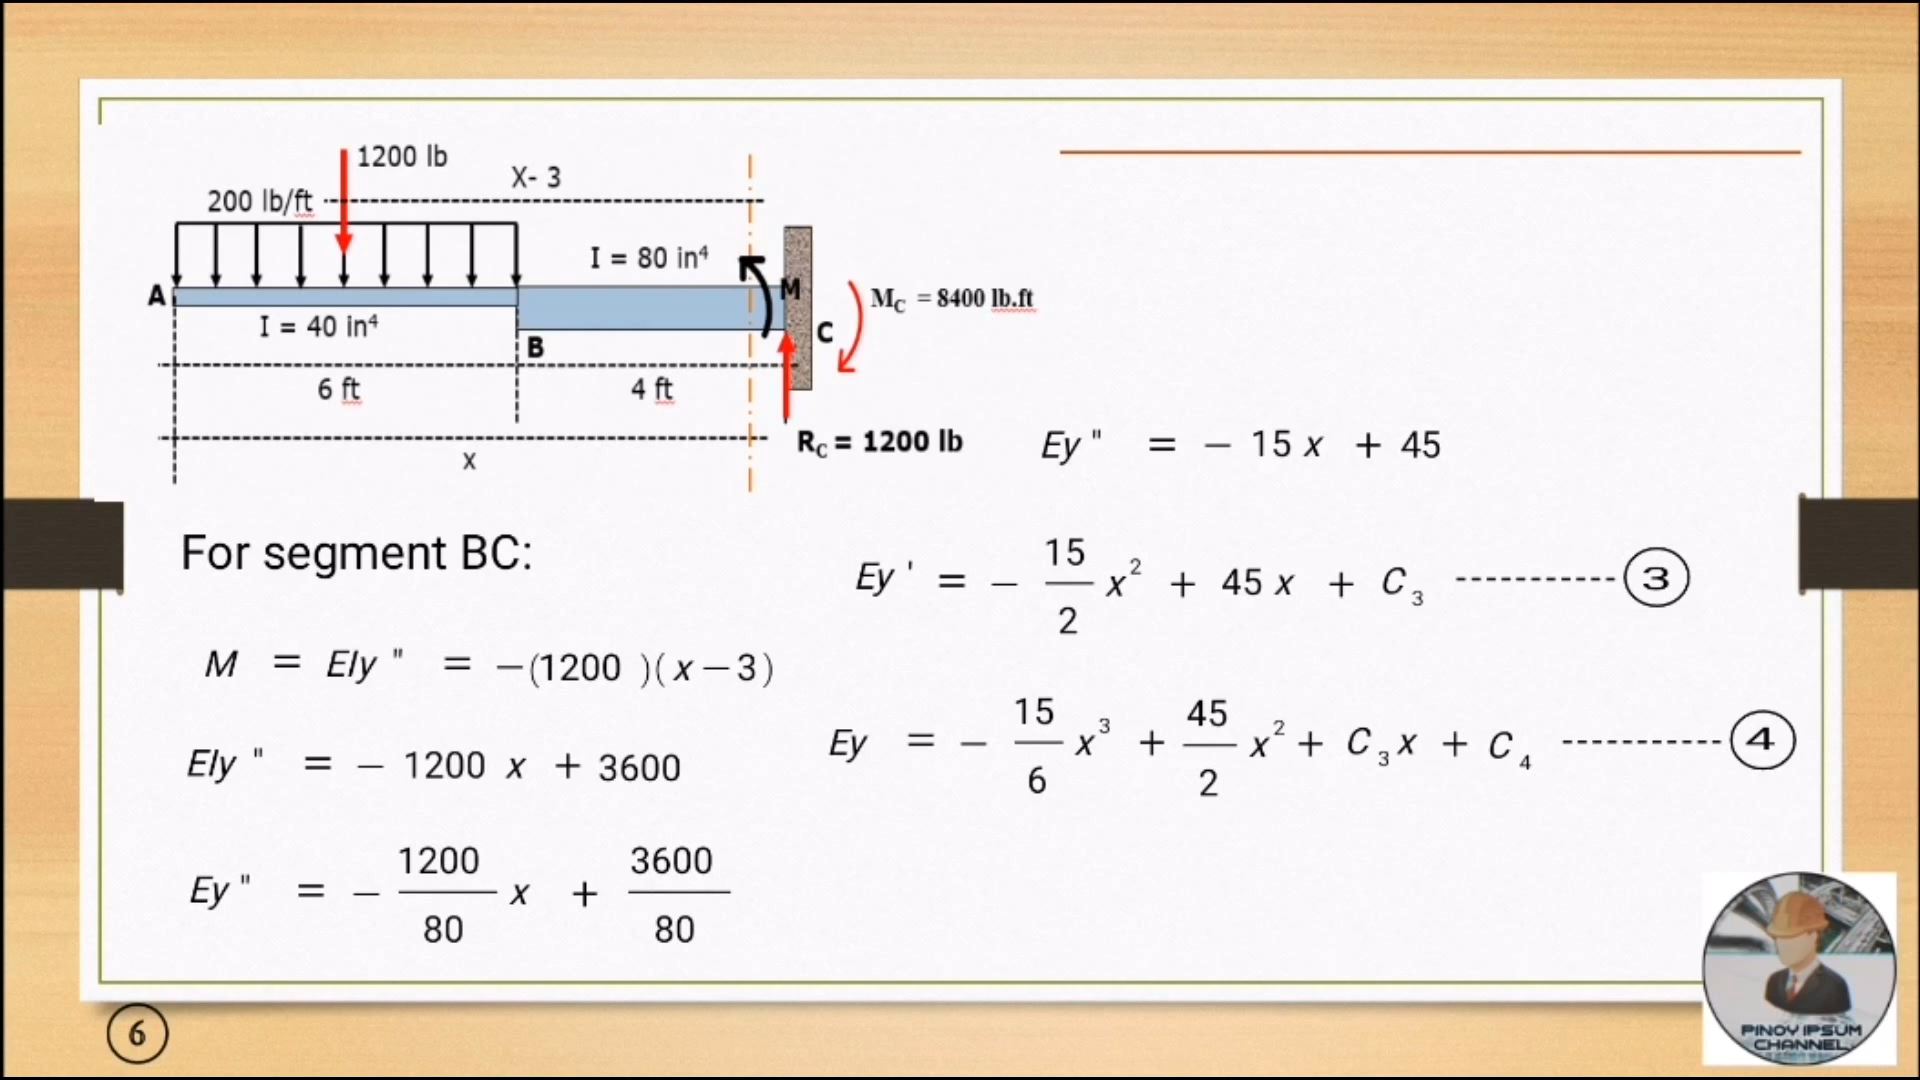 1200 lb
X- 3
200 lb/ft
I = 80 in⁴
M
A
M_C = 8400 lb.ft
I = 40 in⁴
C
B
6 ft
4 ft
R_C = 1200 lb
x
For segment BC:
M = EIy " = −(1200 )( x − 3 )
EIy " = − 1200 x + 3600
Ey " = − 1200/80 x + 3600/80
Ey " = − 15 x + 45
Ey ' = − 15/2 x² + 45 x + C₃ ---------- 3
Ey = − 15/6 x³ + 45/2 x² + C₃x + C₄ ---------- 4
6
PINOY IPSUM
CHANNEL